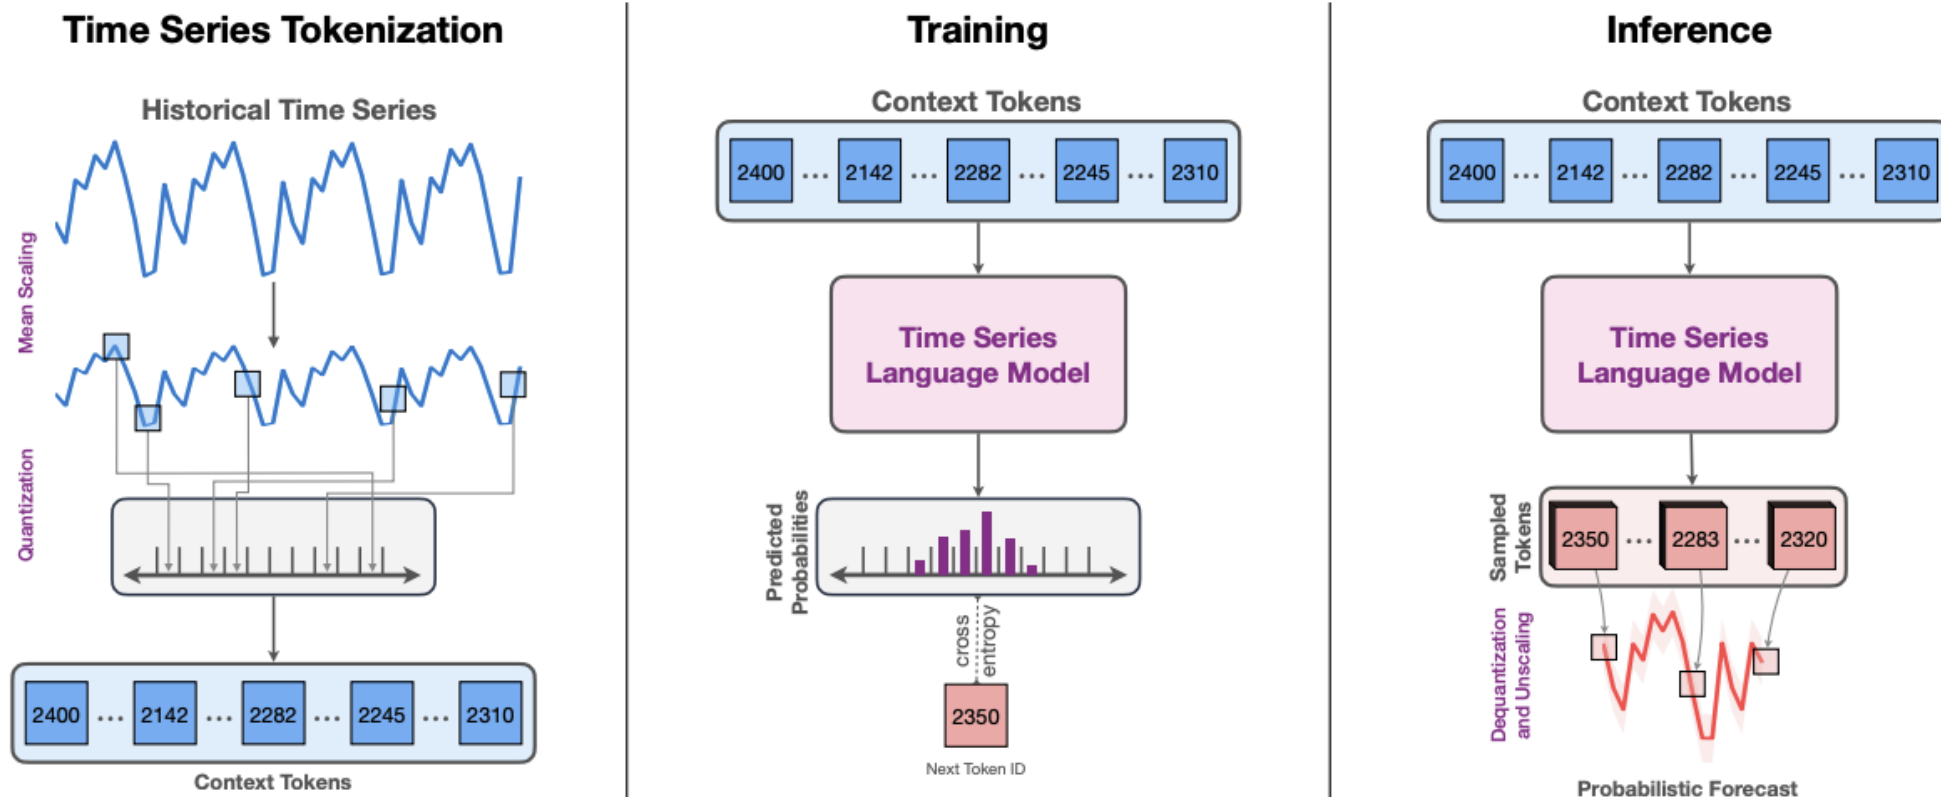 Time Series Tokenization
Historical Time Series
Mean Scaling
Quantization
2400 ... 2142 ... 2282 ... 2245 ... 2310
Context Tokens
Training
Context Tokens
2400 ... 2142 ... 2282 ... 2245 ... 2310
Time Series
Language Model
Predicted
Probabilities
cross
entropy
2350
Next Token ID
Inference
Context Tokens
2400 ... 2142 ... 2282 ... 2245 ... 2310
Time Series
Language Model
Sampled
Tokens
2350 ... 2283 ... 2320
Dequantization
and Unscaling
Probabilistic Forecast